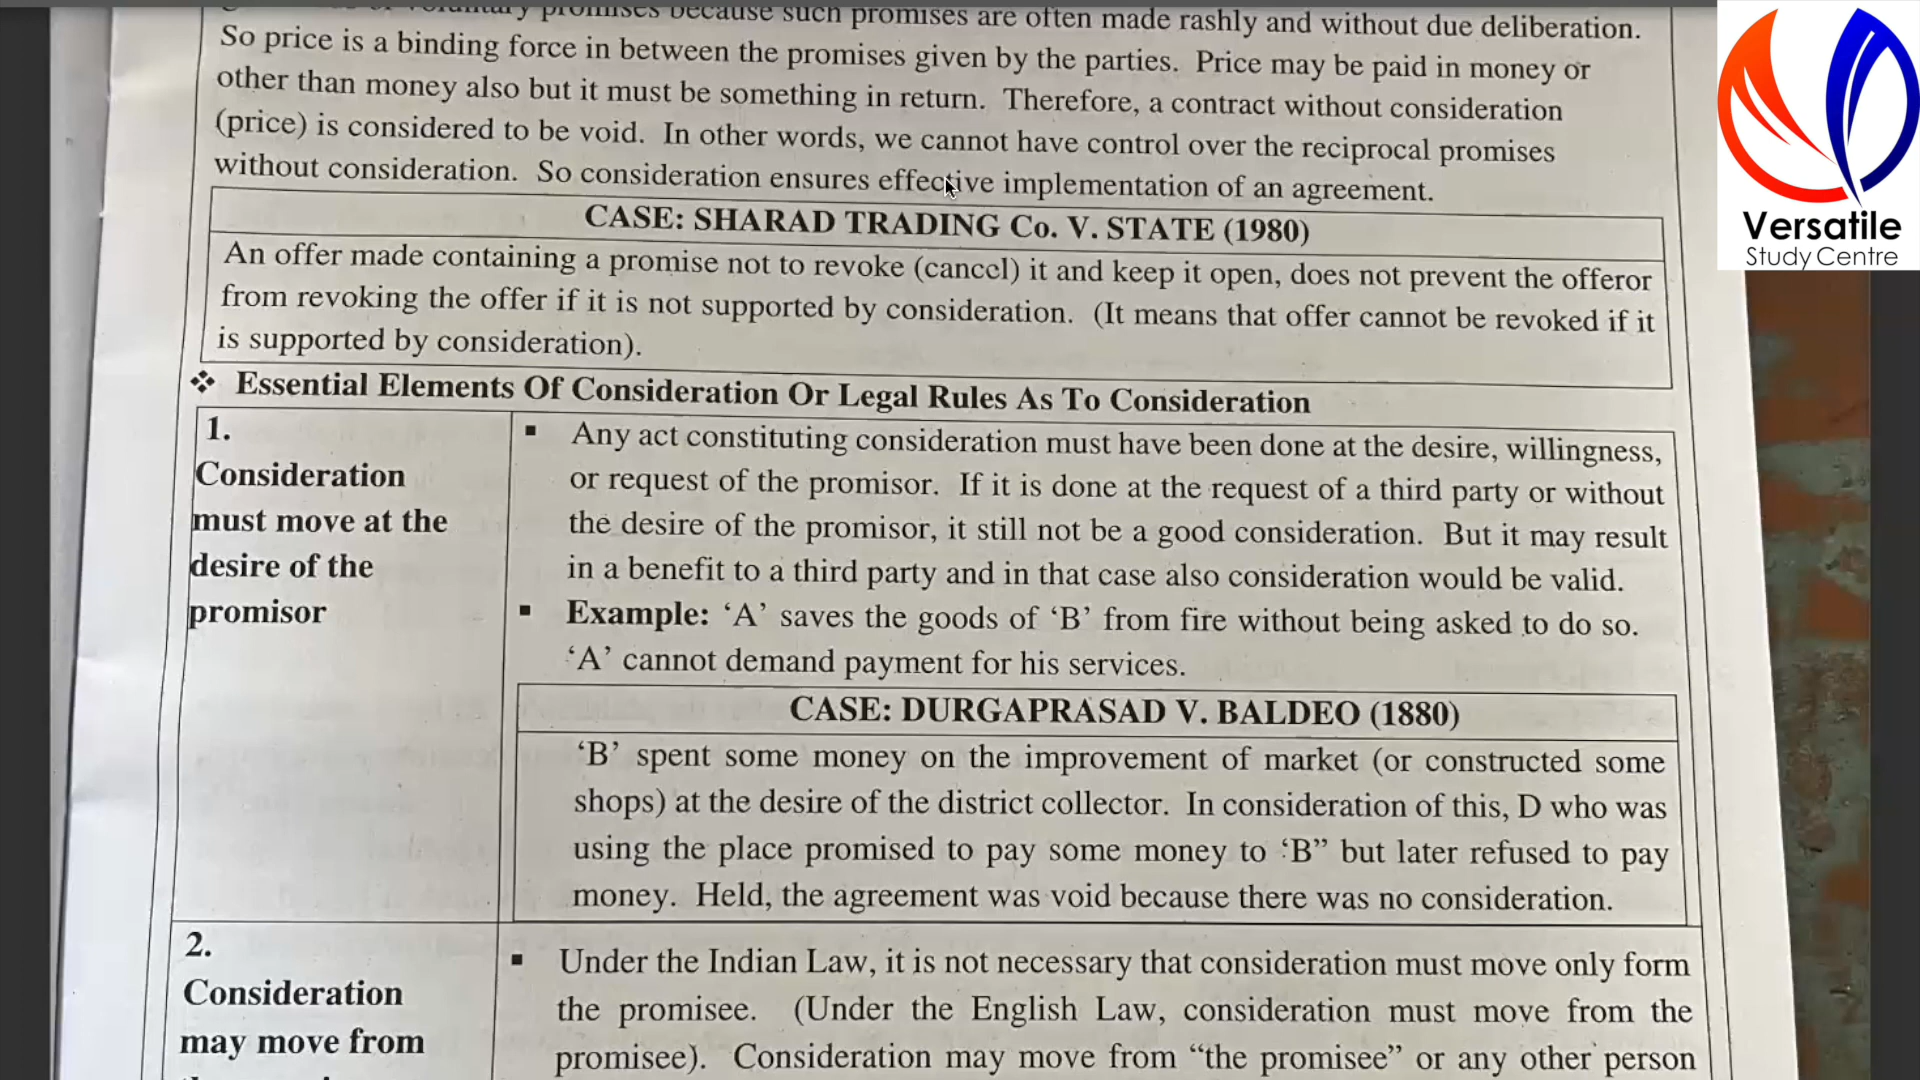 promises because such promises are often made rashly and without due deliberation.
So price is a binding force in between the promises given by the parties. Price may be paid in money or
other than money also but it must be something in return. Therefore, a contract without consideration
(price) is considered to be void. In other words, we cannot have control over the reciprocal promises
without consideration. So consideration ensures effective implementation of an agreement.
CASE: SHARAD TRADING Co. V. STATE (1980)
An offer made containing a promise not to revoke (cancel) it and keep it open, does not prevent the offeror
from revoking the offer if it is not supported by consideration. (It means that offer cannot be revoked if it
is supported by consideration).
❖ Essential Elements Of Consideration Or Legal Rules As To Consideration
1.
Consideration
must move at the
desire of the
promisor
▪ Any act constituting consideration must have been done at the desire, willingness,
or request of the promisor. If it is done at the request of a third party or without
the desire of the promisor, it still not be a good consideration. But it may result
in a benefit to a third party and in that case also consideration would be valid.
▪ Example: ‘A’ saves the goods of ‘B’ from fire without being asked to do so.
‘A’ cannot demand payment for his services.
CASE: DURGAPRASAD V. BALDEO (1880)
‘B’ spent some money on the improvement of market (or constructed some
shops) at the desire of the district collector. In consideration of this, D who was
using the place promised to pay some money to ‘B” but later refused to pay
money. Held, the agreement was void because there was no consideration.
2.
Consideration
may move from
▪ Under the Indian Law, it is not necessary that consideration must move only form
the promisee. (Under the English Law, consideration must move from the
promisee). Consideration may move from “the promisee” or any other person
Versatile
Study Centre